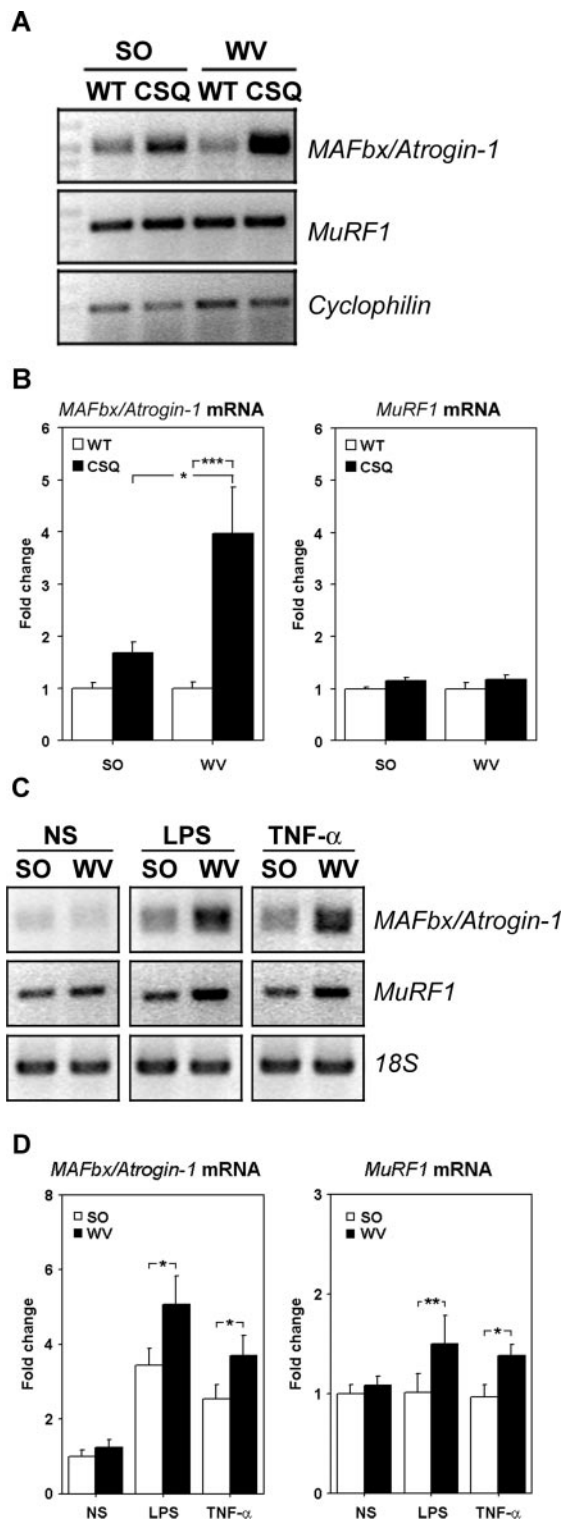 A
SO WV
WT CSQ WT CSQ
MAFbx/Atrogin-1
MuRF1
Cyclophilin
B
MAFbx/Atrogin-1 mRNA
Fold change
6
5
4
3
2
1
0
WT
CSQ
*
***
SO WV
MuRF1 mRNA
Fold change
6
5
4
3
2
1
0
WT
CSQ
SO WV
C
NS LPS TNF-α
SO WV SO WV SO WV
MAFbx/Atrogin-1
MuRF1
18S
D
MAFbx/Atrogin-1 mRNA
Fold change
8
6
4
2
0
SO
WV
*
*
NS LPS TNF-α
MuRF1 mRNA
Fold change
3
2
1
0
SO
WV
**
*
NS LPS TNF-α